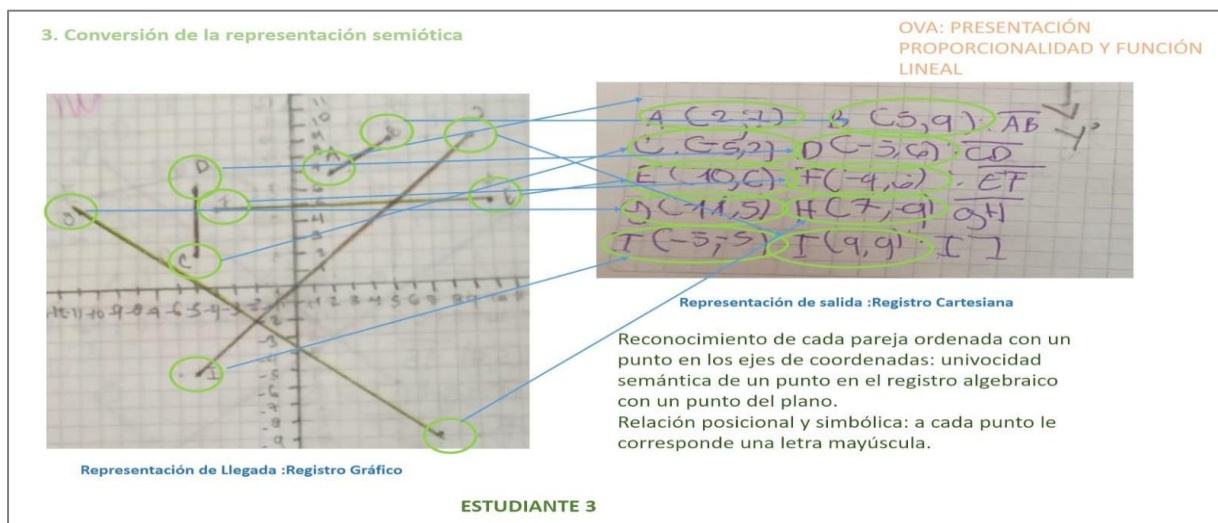 3. Conversión de la representación semiótica
OVA: PRESENTACIÓN
PROPORCIONALIDAD Y FUNCIÓN
LINEAL
A (2,7) B (5,9) . AB
C (-5,2) D (-5,6) . CD
E (10,6) F(-4,6) . EF
g (-11,5) H(7,-9) gH
I (-5,-5) I (9,9) . I J
Representación de salida :Registro Cartesiana
Reconocimiento de cada pareja ordenada con un
punto en los ejes de coordenadas: univocidad
semántica de un punto en el registro algebraico
con un punto del plano.
Relación posicional y simbólica: a cada punto le
corresponde una letra mayúscula.
Representación de Llegada :Registro Gráfico
ESTUDIANTE 3